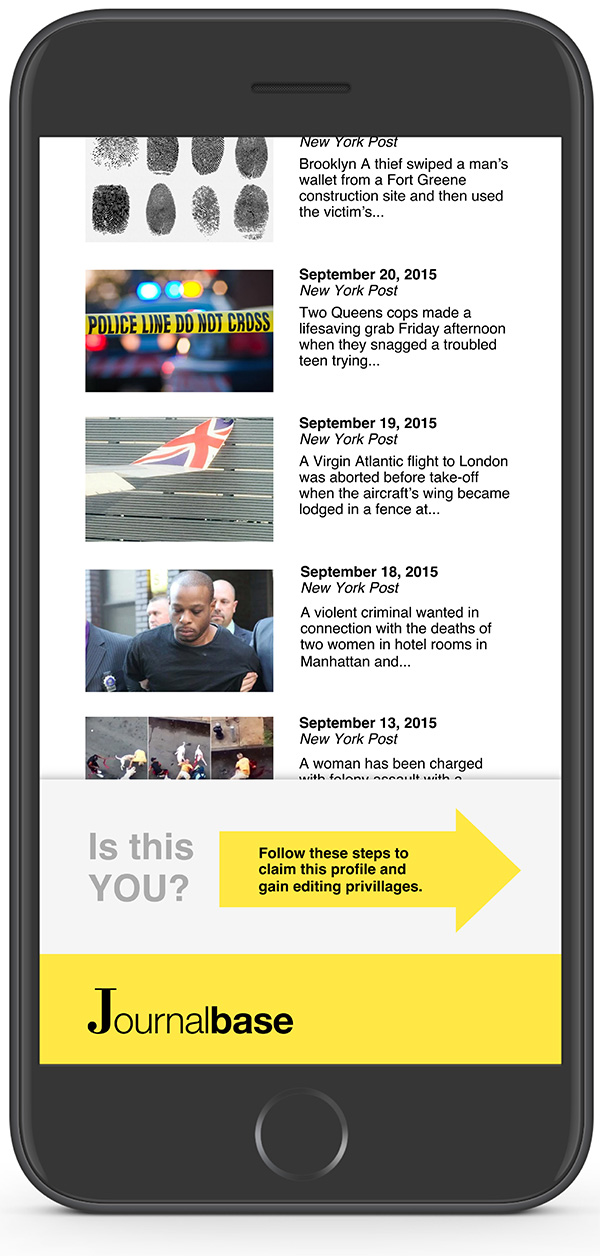 New York Post
Brooklyn A thief swiped a man's
wallet from a Fort Greene
construction site and then used
the victim's...
POLICE LINE DO NOT CROSS
September 20, 2015
New York Post
Two Queens cops made a
lifesaving grab Friday afternoon
when they snagged a troubled
teen trying...
September 19, 2015
New York Post
A Virgin Atlantic flight to London
was aborted before take-off
when the aircraft's wing became
lodged in a fence at...
September 18, 2015
New York Post
A violent criminal wanted in
connection with the deaths of
two women in hotel rooms in
Manhattan and...
September 13, 2015
New York Post
A woman has been charged
with felony assault with a
Is this
YOU?
Follow these steps to
claim this profile and
gain editing privillages.
Journalbase